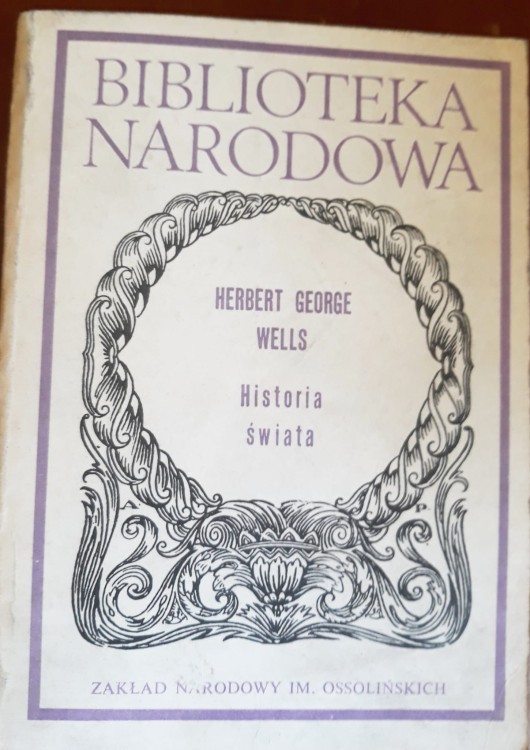 BIBLIOTEKA
NARODOWA
HERBERT GEORGE
WELLS
Historia
świata
A. P.
ZAKŁAD NARODOWY IM. OSSOLIŃSKICH